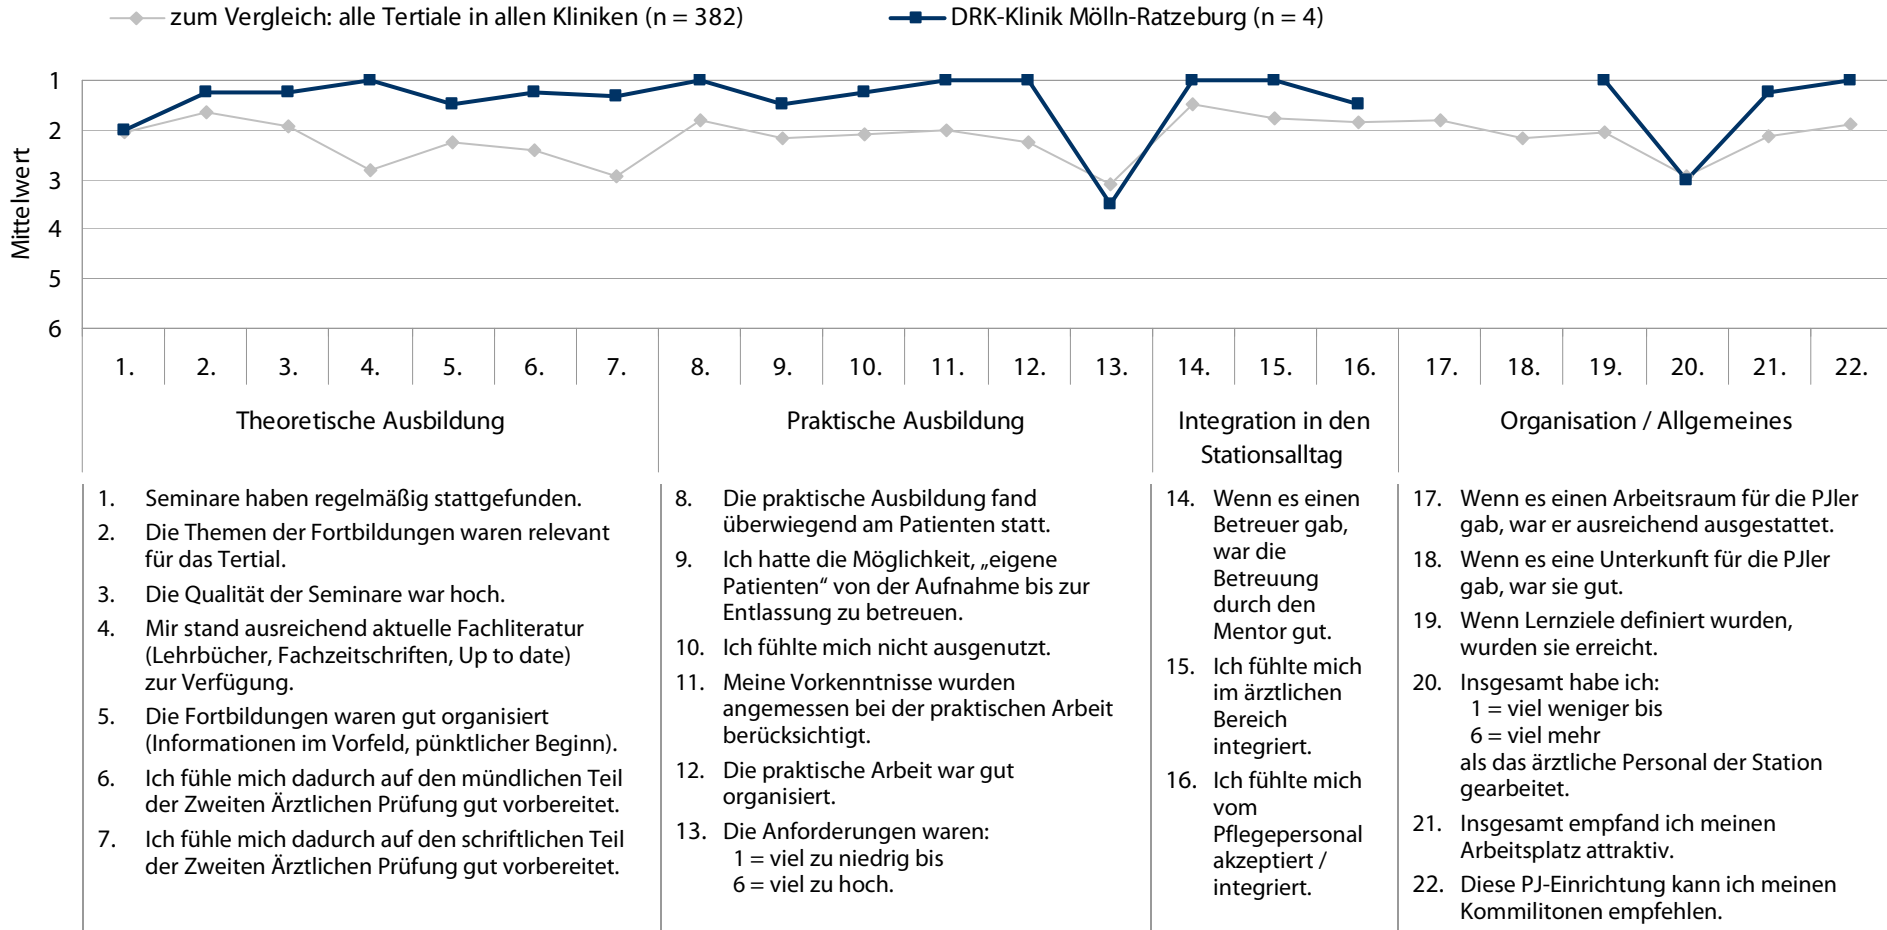 zum Vergleich: alle Tertiale in allen Kliniken (n = 382)
DRK-Klinik Mölln-Ratzeburg (n = 4)
Mittelwert
1
2
3
4
5
6
1. 2. 3. 4. 5. 6. 7. 8. 9. 10. 11. 12. 13. 14. 15. 16. 17. 18. 19. 20. 21. 22.
Theoretische Ausbildung
Praktische Ausbildung
Integration in den
Stationsalltag
Organisation / Allgemeines
1. Seminare haben regelmäßig stattgefunden.
2. Die Themen der Fortbildungen waren relevant
für das Tertial.
3. Die Qualität der Seminare war hoch.
4. Mir stand ausreichend aktuelle Fachliteratur
(Lehrbücher, Fachzeitschriften, Up to date)
zur Verfügung.
5. Die Fortbildungen waren gut organisiert
(Informationen im Vorfeld, pünktlicher Beginn).
6. Ich fühle mich dadurch auf den mündlichen Teil
der Zweiten Ärztlichen Prüfung gut vorbereitet.
7. Ich fühle mich dadurch auf den schriftlichen Teil
der Zweiten Ärztlichen Prüfung gut vorbereitet.
8. Die praktische Ausbildung fand
überwiegend am Patienten statt.
9. Ich hatte die Möglichkeit, „eigene
Patienten“ von der Aufnahme bis zur
Entlassung zu betreuen.
10. Ich fühlte mich nicht ausgenutzt.
11. Meine Vorkenntnisse wurden
angemessen bei der praktischen Arbeit
berücksichtigt.
12. Die praktische Arbeit war gut
organisiert.
13. Die Anforderungen waren:
1 = viel zu niedrig bis
6 = viel zu hoch.
14. Wenn es einen
Betreuer gab,
war die
Betreuung
durch den
Mentor gut.
15. Ich fühlte mich
im ärztlichen
Bereich
integriert.
16. Ich fühlte mich
vom
Pflegepersonal
akzeptiert /
integriert.
17. Wenn es einen Arbeitsraum für die PJler
gab, war er ausreichend ausgestattet.
18. Wenn es eine Unterkunft für die PJler
gab, war sie gut.
19. Wenn Lernziele definiert wurden,
wurden sie erreicht.
20. Insgesamt habe ich:
1 = viel weniger bis
6 = viel mehr
als das ärztliche Personal der Station
gearbeitet.
21. Insgesamt empfand ich meinen
Arbeitsplatz attraktiv.
22. Diese PJ-Einrichtung kann ich meinen
Kommilitonen empfehlen.